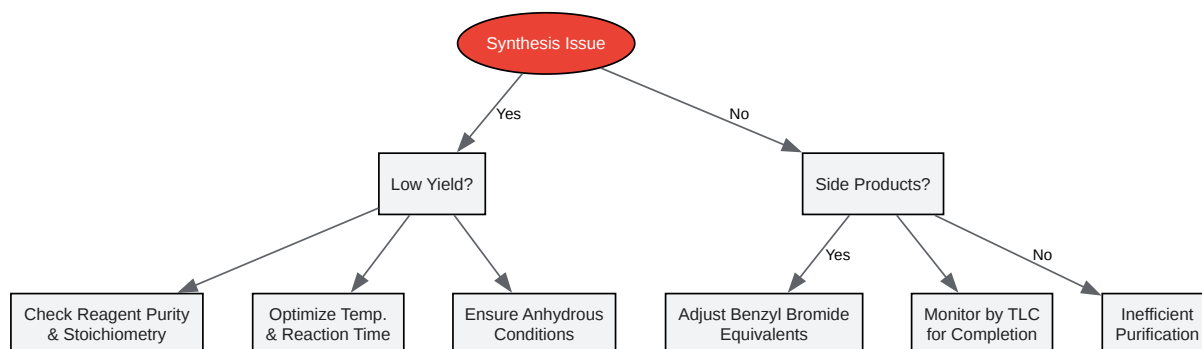 Synthesis Issue
Yes
No
Low Yield?
Side Products?
Yes
No
Check Reagent Purity
& Stoichiometry
Optimize Temp.
& Reaction Time
Ensure Anhydrous
Conditions
Adjust Benzyl Bromide
Equivalents
Monitor by TLC
for Completion
Inefficient
Purification